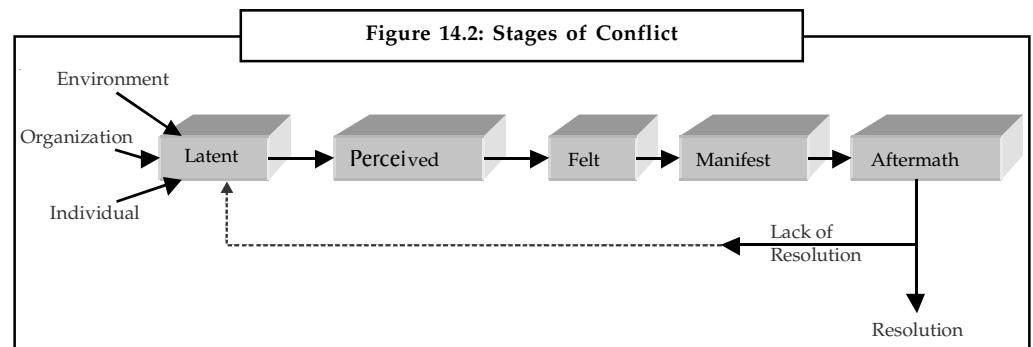 Figure 14.2: Stages of Conflict
Environment
Organization
Individual
Latent
Perceived
Felt
Manifest
Aftermath
Lack of
Resolution
Resolution